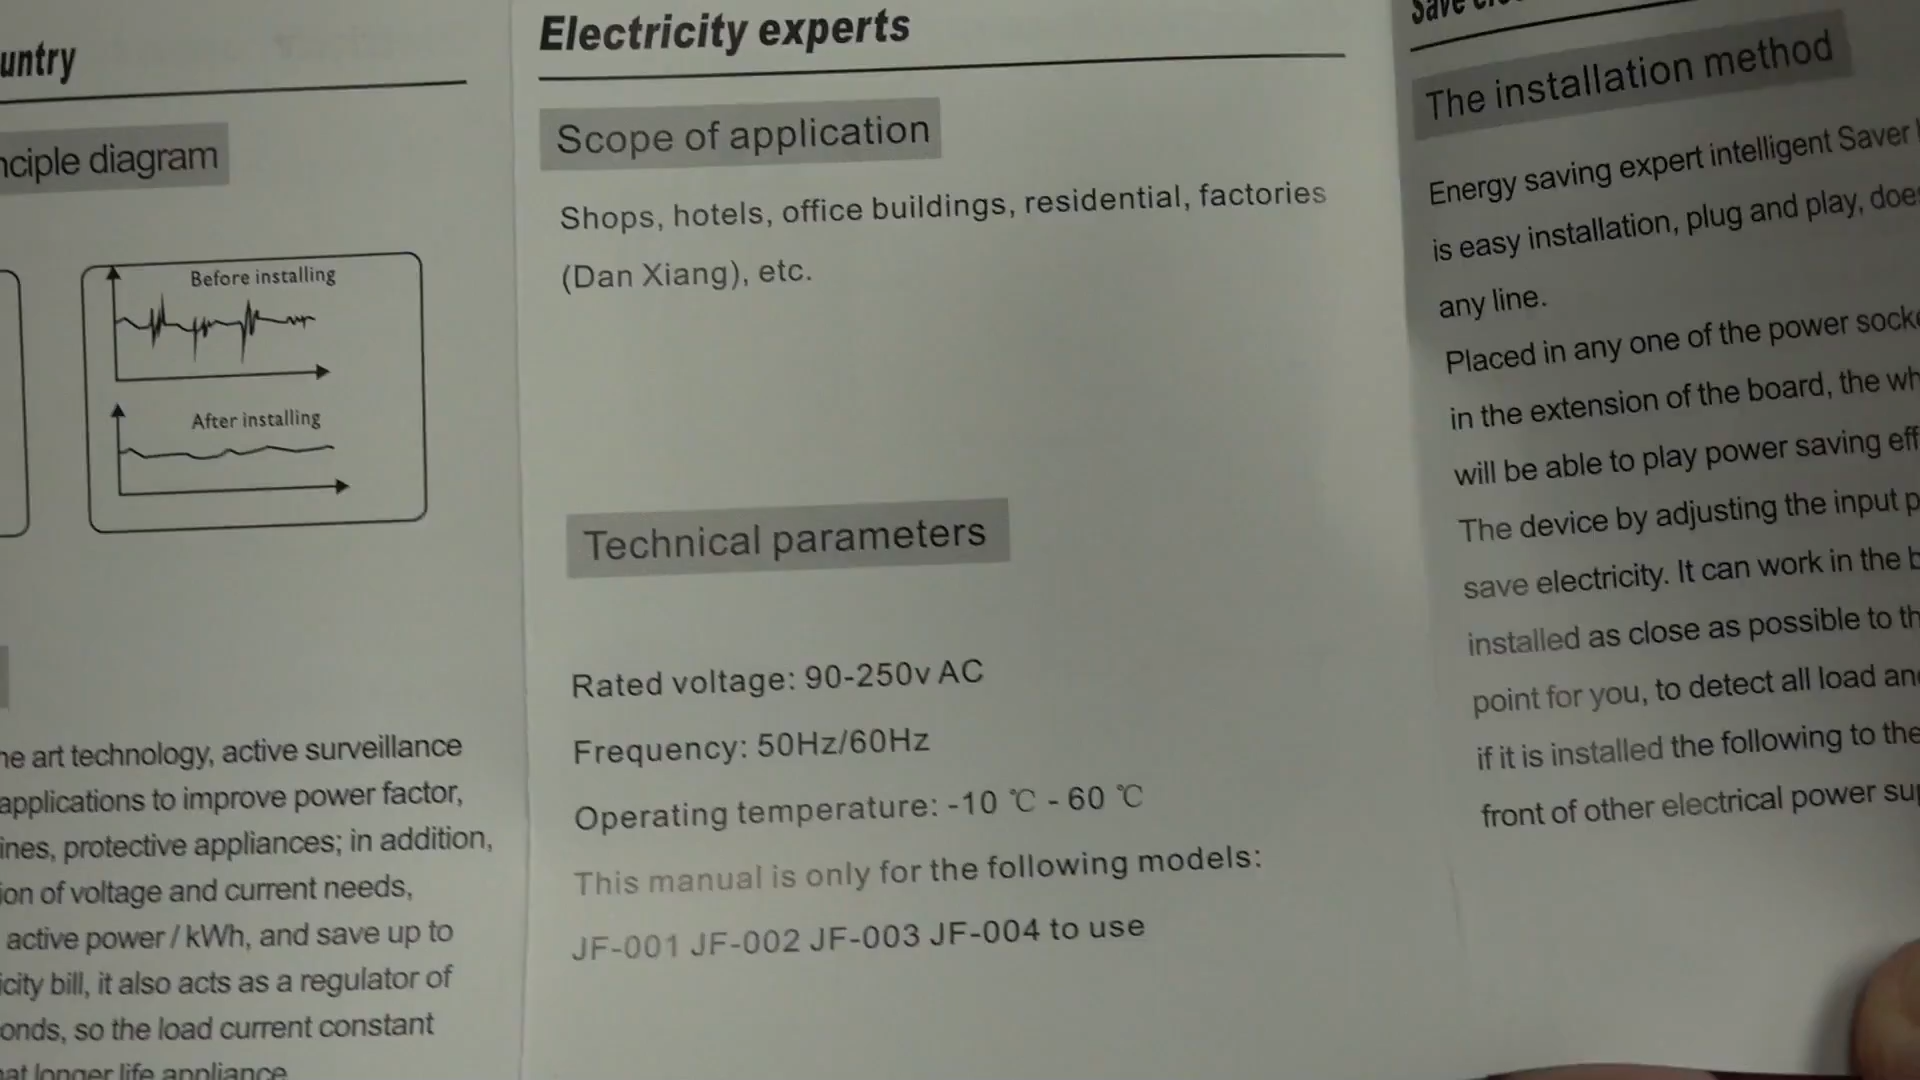 untry
nciple diagram
Before installing
After installing
he art technology, active surveillance
applications to improve power factor,
ines, protective appliances; in addition,
ion of voltage and current needs,
active power / kWh, and save up to
icity bill, it also acts as a regulator of
onds, so the load current constant
at longer life appliance
Electricity experts
Scope of application
Shops, hotels, office buildings, residential, factories
(Dan Xiang), etc.
Technical parameters
Rated voltage: 90-250v AC
Frequency: 50Hz/60Hz
Operating temperature: -10 ℃ - 60 ℃
This manual is only for the following models:
JF-001 JF-002 JF-003 JF-004 to use
Save
The installation method
Energy saving expert intelligent Saver
is easy installation, plug and play, does
any line.
Placed in any one of the power socke
in the extension of the board, the wh
will be able to play power saving eff
The device by adjusting the input p
save electricity. It can work in the b
installed as close as possible to th
point for you, to detect all load an
if it is installed the following to the
front of other electrical power sup